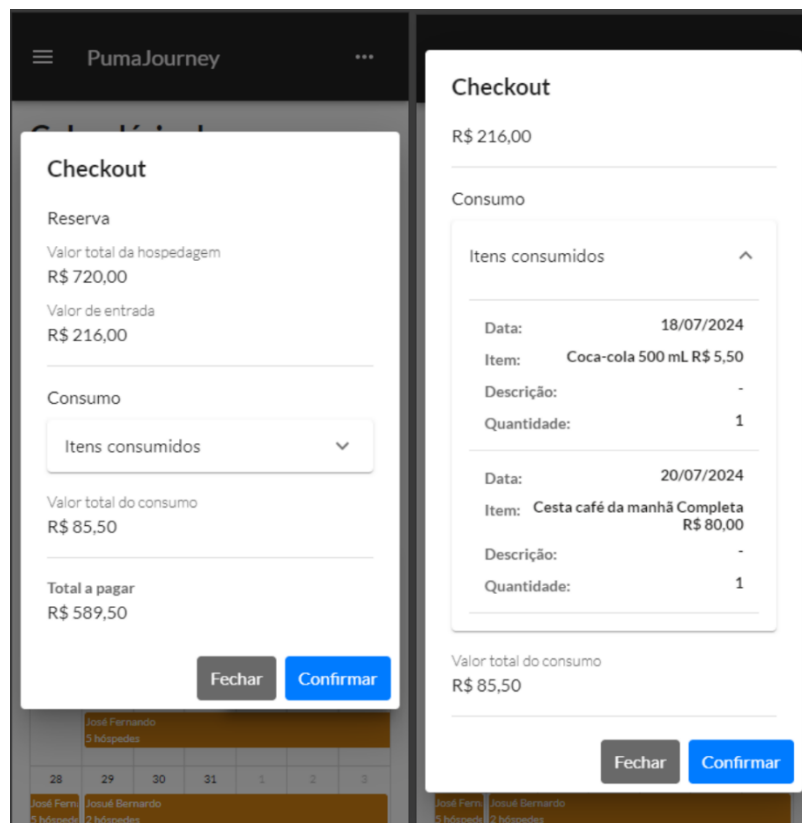 PumaJourney
Checkout
Reserva
Valor total da hospedagem
R$ 720,00
Valor de entrada
R$ 216,00
Consumo
Itens consumidos
Valor total do consumo
R$ 85,50
Total a pagar
R$ 589,50
Fechar Confirmar
José Fernando
5 hóspedes
28 29 30 31 1 2 3
José Fern Josué Bernardo
5 hóspede 2 hóspedes
Checkout
R$ 216,00
Consumo
Itens consumidos
Data: 18/07/2024
Item: Coca-cola 500 mL R$ 5,50
Descrição: -
Quantidade: 1
Data: 20/07/2024
Item: Cesta café da manhã Completa
R$ 80,00
Descrição: -
Quantidade: 1
Valor total do consumo
R$ 85,50
Fechar Confirmar
José Fern Josué Bernardo
5 hóspede 2 hóspedes